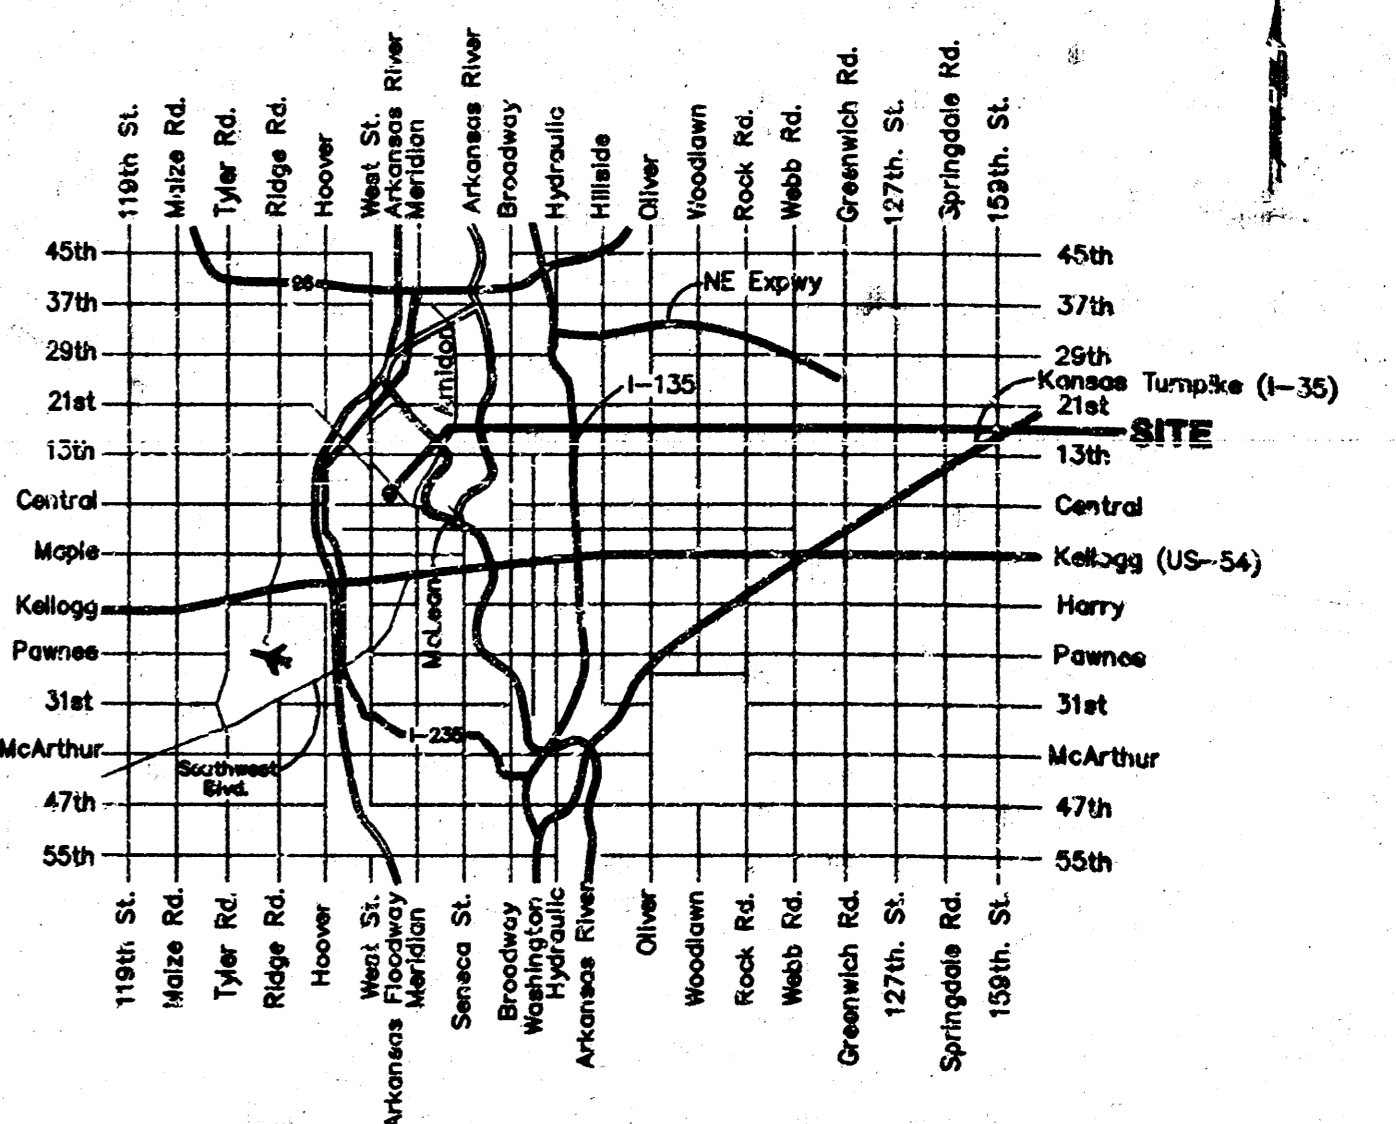 119th St.
Maize Rd.
Tyler Rd.
Ridge Rd.
Hoover
West St.
Arkansas River
Meridian
Arkansas River
Broadway
Hydraulic
Hillside
Oliver
Woodlawn
Rock Rd.
Webb Rd.
Greenwich Rd.
127th. St.
Springdale Rd.
159th. St.
45th
45th
96
NE Expwy
37th
37th
29th
29th
Amidon
I-135
Kansas Turnpike (I-35)
21st
21st
SITE
13th
13th
Central
Central
Maple
Kellogg (US-54)
Kellogg
Harry
McLean
Pawnee
Pawnee
31st
31st
I-235
McArthur
McArthur
Southwest
Blvd.
47th
47th
55th
55th
119th St.
Maize Rd.
Tyler Rd.
Ridge Rd.
Hoover
West St.
Arkansas Floodway
Meridian
Seneca St.
Broadway
Washington
Hydraulic
Arkansas River
Oliver
Woodlawn
Rock Rd.
Webb Rd.
Greenwich Rd.
127th. St.
Springdale Rd.
159th. St.